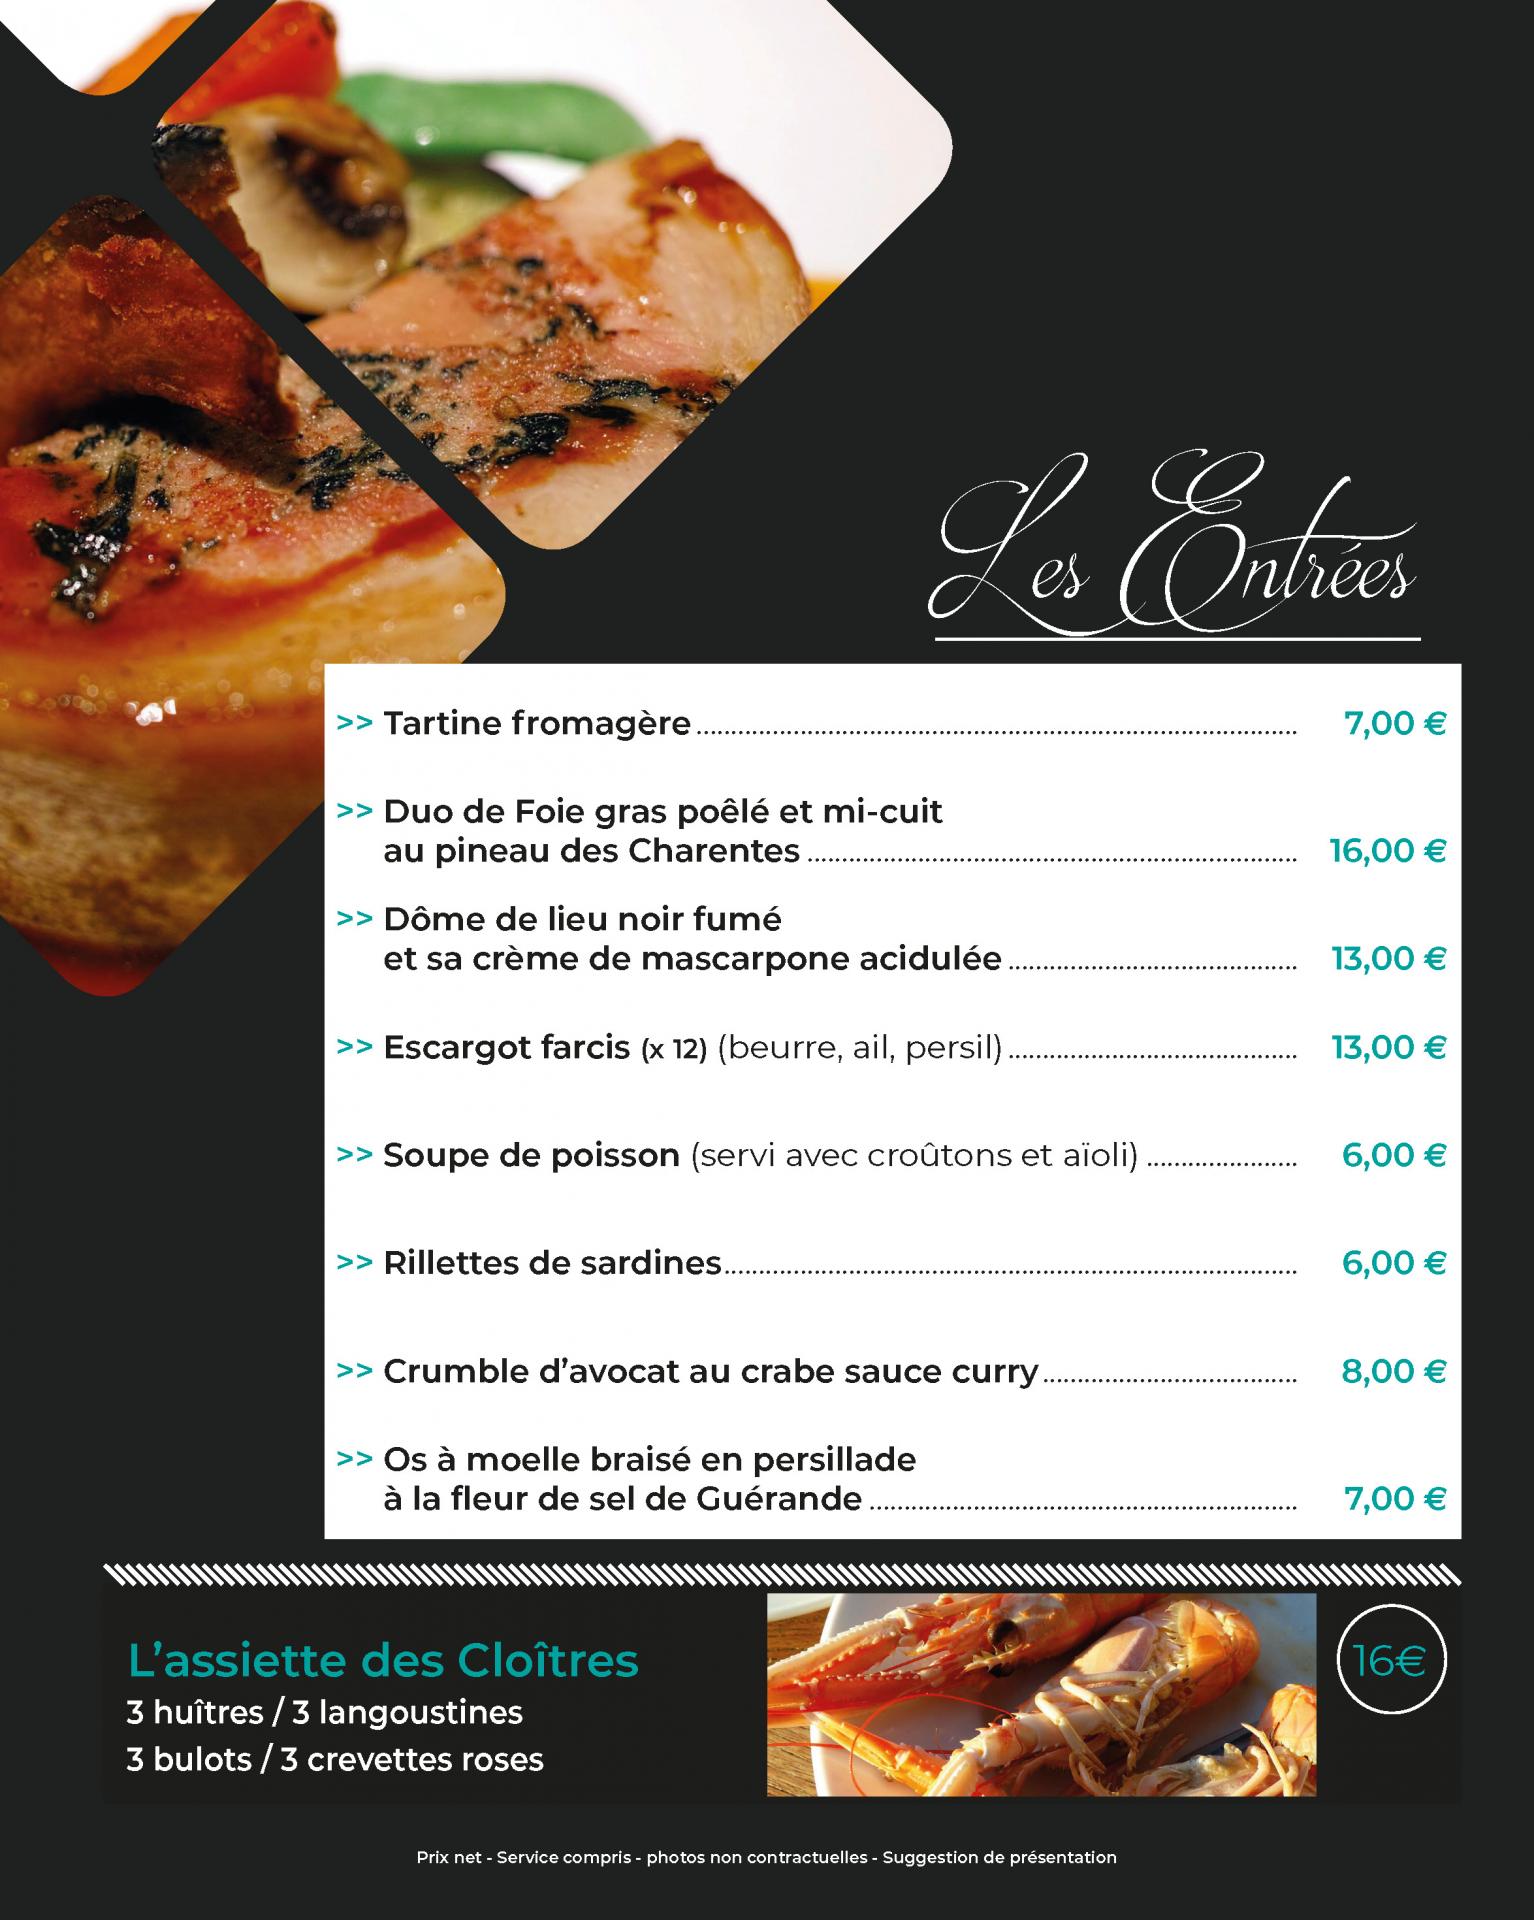 Les Entrées
>> Tartine fromagère........................ 7,00 €
>> Duo de Foie gras poêlé et mi-cuit
au pineau des Charentes ........................ 16,00 €
>> Dôme de lieu noir fumé
et sa crème de mascarpone acidulée ........................ 13,00 €
>> Escargot farcis (x 12) (beurre, ail, persil) ........................ 13,00 €
>> Soupe de poisson (servi avec croûtons et aïoli) ........................ 6,00 €
>> Rillettes de sardines........................ 6,00 €
>> Crumble d’avocat au crabe sauce curry........................ 8,00 €
>> Os à moelle braisé en persillade
à la fleur de sel de Guérande ........................ 7,00 €
L’assiette des Cloîtres
16€
3 huîtres / 3 langoustines
3 bulots / 3 crevettes roses
Prix net - Service compris - photos non contractuelles - Suggestion de présentation